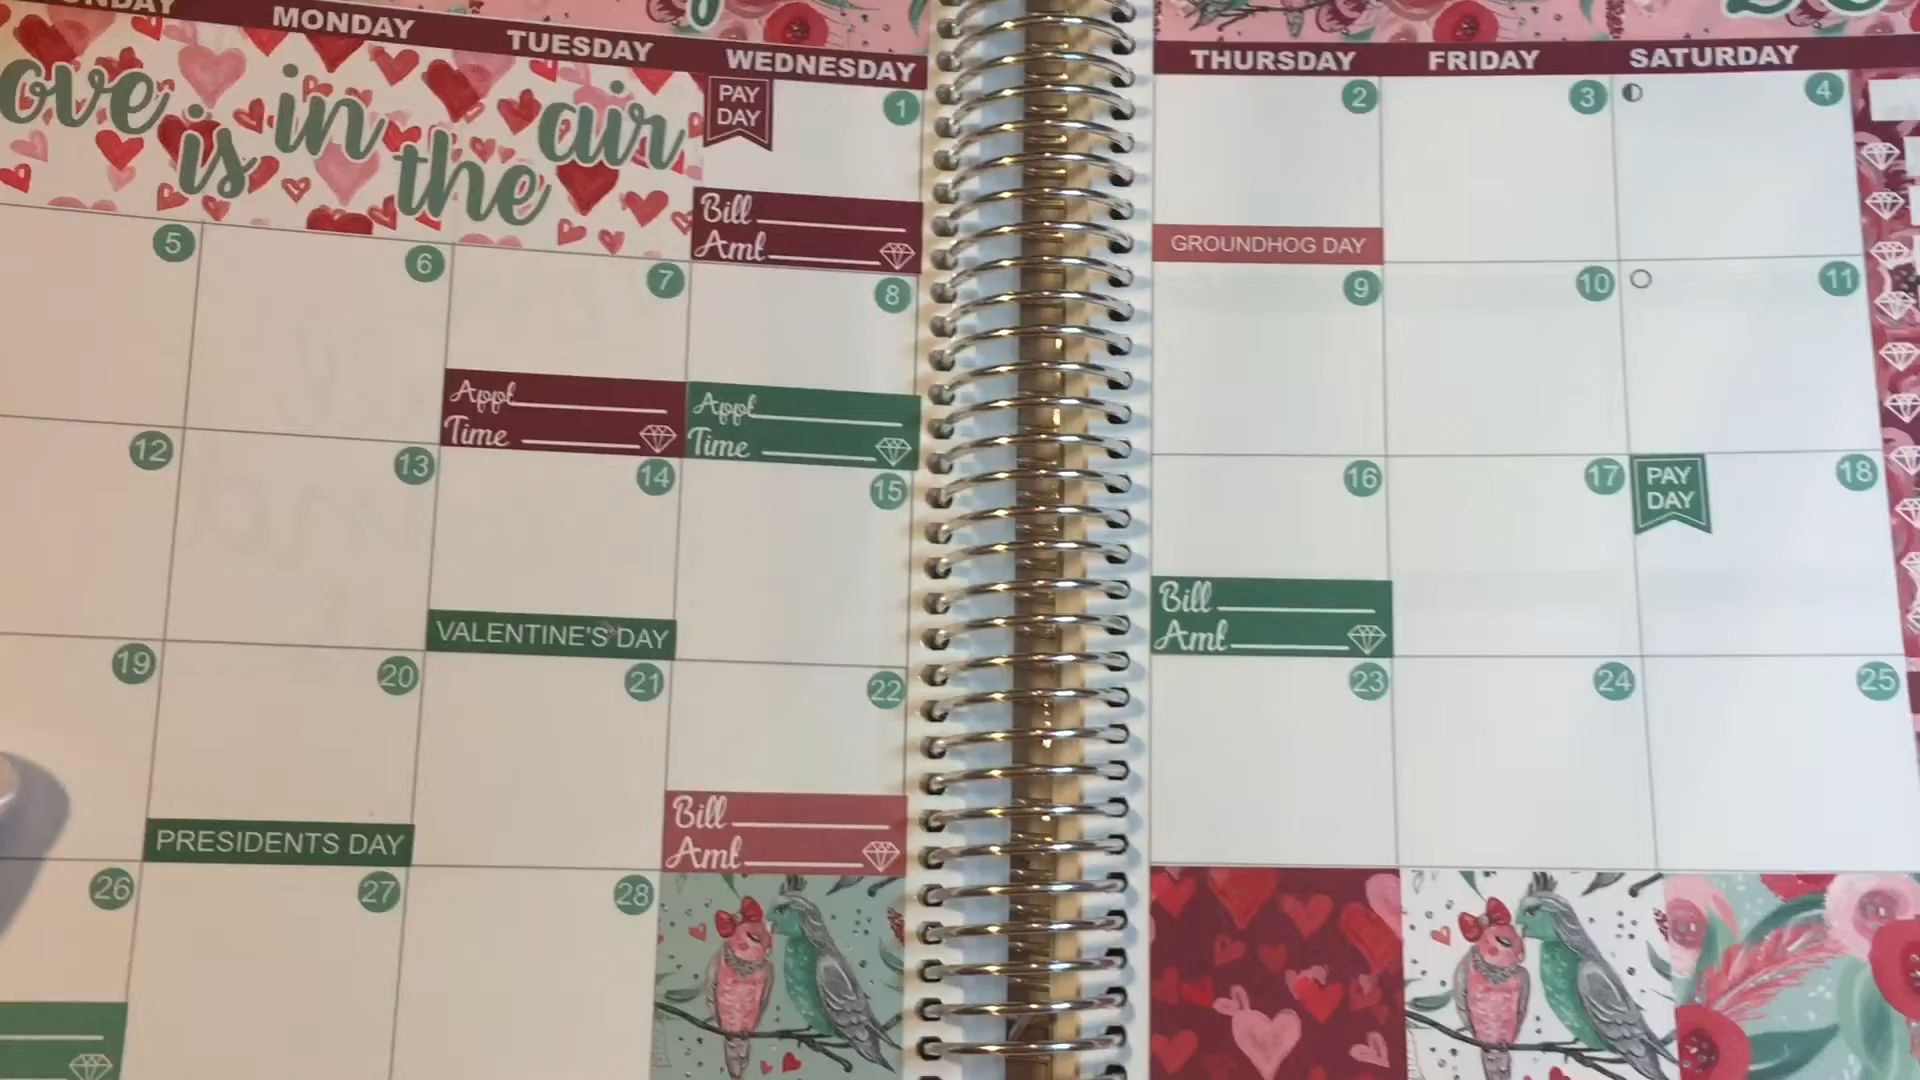 MONDAY TUESDAY WEDNESDAY THURSDAY FRIDAY SATURDAY
is in the air
PAY
DAY
1 2 3 4
Bill
Amt
GROUNDHOG DAY
5 6 7 8 9 10 11
Appt
Time
Appt
Time
12 13 14 15 16 17 18
PAY
DAY
VALENTINE'S DAY
Bill
Amt
19 20 21 22 23 24 25
PRESIDENTS DAY
Bill
Amt
26 27 28